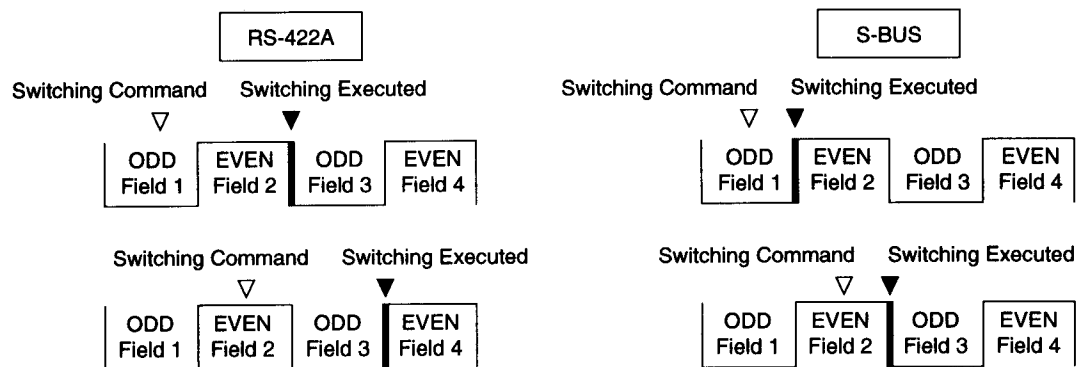 RS-422A
Switching Command Switching Executed
ODD EVEN ODD EVEN
Field 1 Field 2 Field 3 Field 4
Switching Command Switching Executed
ODD EVEN ODD EVEN
Field 1 Field 2 Field 3 Field 4
S-BUS
Switching Command Switching Executed
ODD EVEN ODD EVEN
Field 1 Field 2 Field 3 Field 4
Switching Command Switching Executed
ODD EVEN ODD EVEN
Field 1 Field 2 Field 3 Field 4